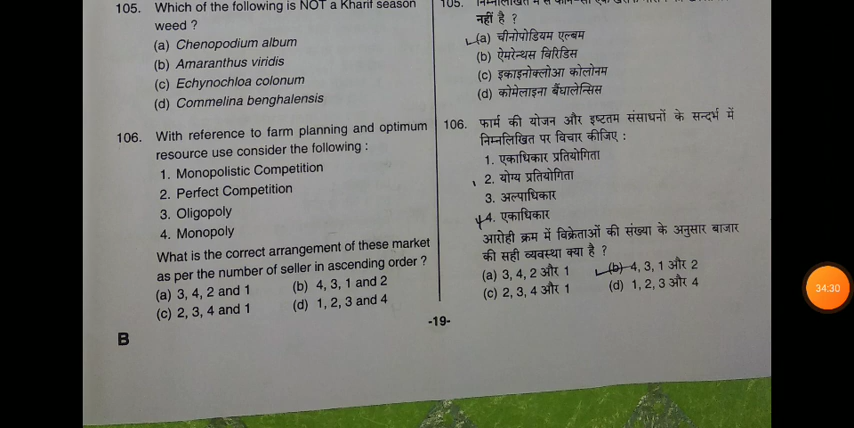 105. Which of the following is NOT a Kharif season
weed ?
(a) Chenopodium album
(b) Amaranthus viridis
(c) Echynochloa colonum
(d) Commelina benghalensis
106. With reference to farm planning and optimum
resource use consider the following :
1. Monopolistic Competition
2. Perfect Competition
3. Oligopoly
4. Monopoly
What is the correct arrangement of these market
as per the number of seller in ascending order ?
(a) 3, 4, 2 and 1 (b) 4, 3, 1 and 2
(c) 2, 3, 4 and 1 (d) 1, 2, 3 and 4
105.
नहीं है ?
(a) चीनोपोडियम एल्बम
(b) ऐमरेन्थस विरिडिस
(c) इकाइनोक्लोआ कोलोनम
(d) कोमेलाइना बैंघालेन्सिस
106. फार्म की योजन और इष्टतम संसाधनों के सन्दर्भ में
निम्नलिखित पर विचार कीजिए :
1. एकाधिकार प्रतियोगिता
2. योग्य प्रतियोगिता
3. अल्पाधिकार
4. एकाधिकार
आरोही क्रम में विक्रेताओं की संख्या के अनुसार बाजार
की सही व्यवस्था क्या है ?
(a) 3, 4, 2 और 1 (b) 4, 3, 1 और 2
(c) 2, 3, 4 और 1 (d) 1, 2, 3 और 4
-19-
B
34:30